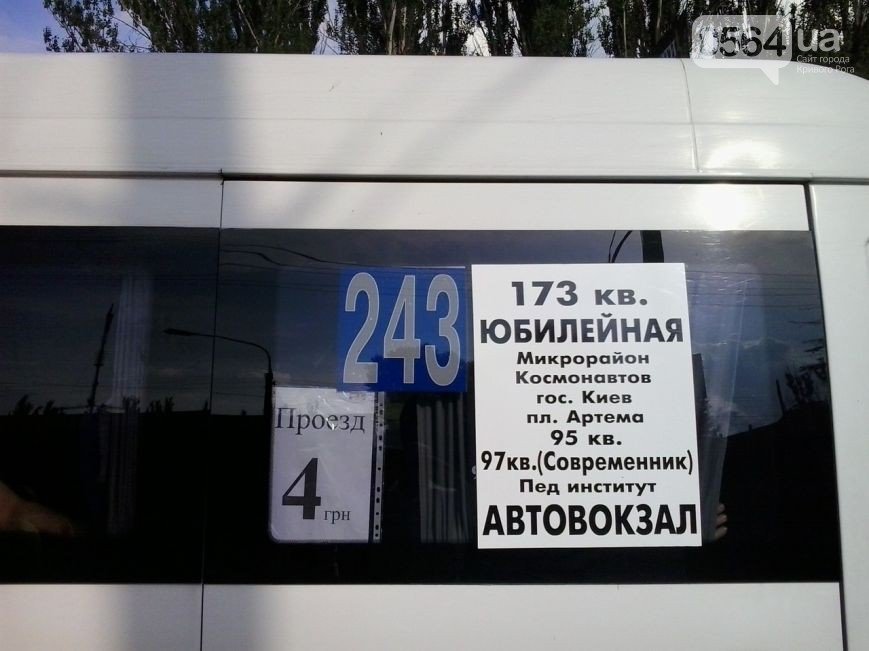 0564.ua
Сайт города
Кривого Рога
243
Проезд
4 грн
173 кв.
ЮБИЛЕЙНАЯ
Микрорайон
Космонавтов
гос. Киев
пл. Артема
95 кв.
97кв.(Современник)
Пед институт
АВТОВОКЗАЛ